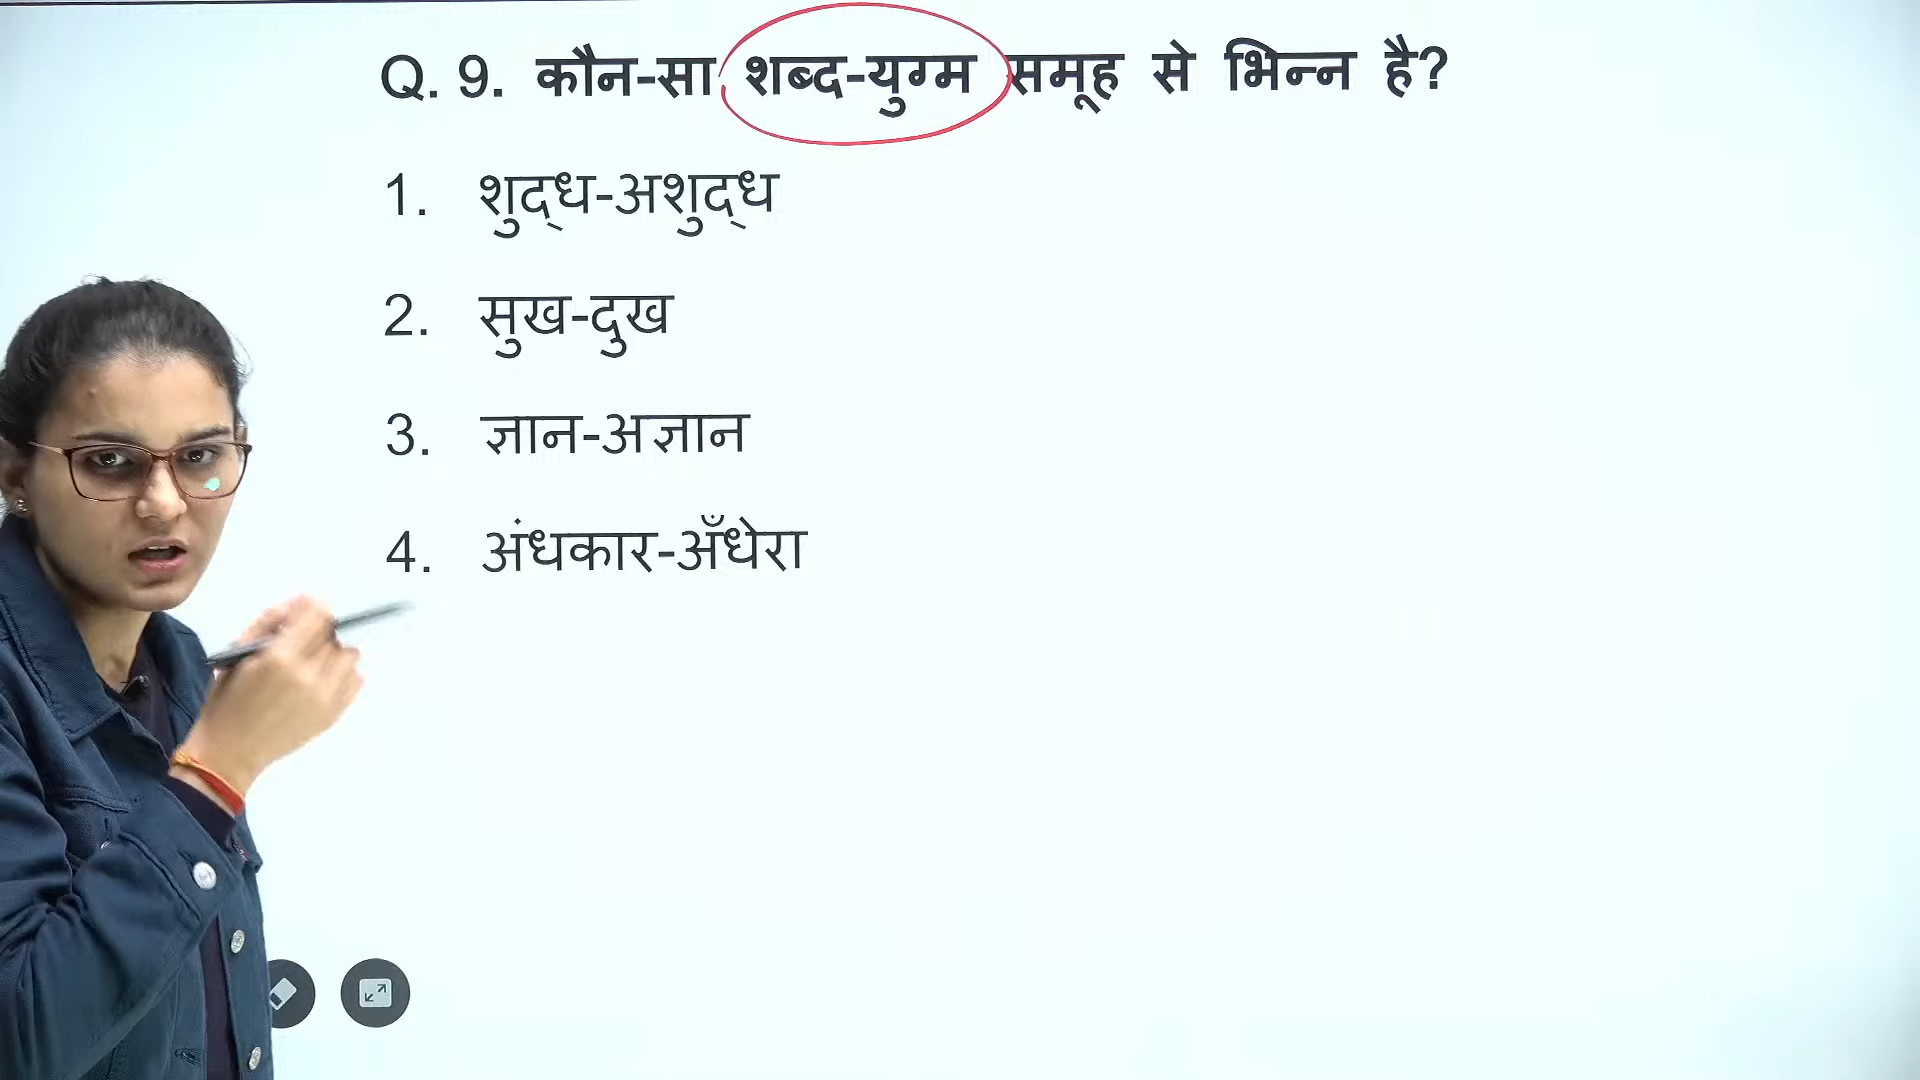 Q. 9. कौन-सा शब्द-युग्म समूह से भिन्न है?
1. शुद्‌ध-अशुद्‌ध
2. सुख-दुख
3. ज्ञान-अज्ञान
4. अंधकार-अँधेरा